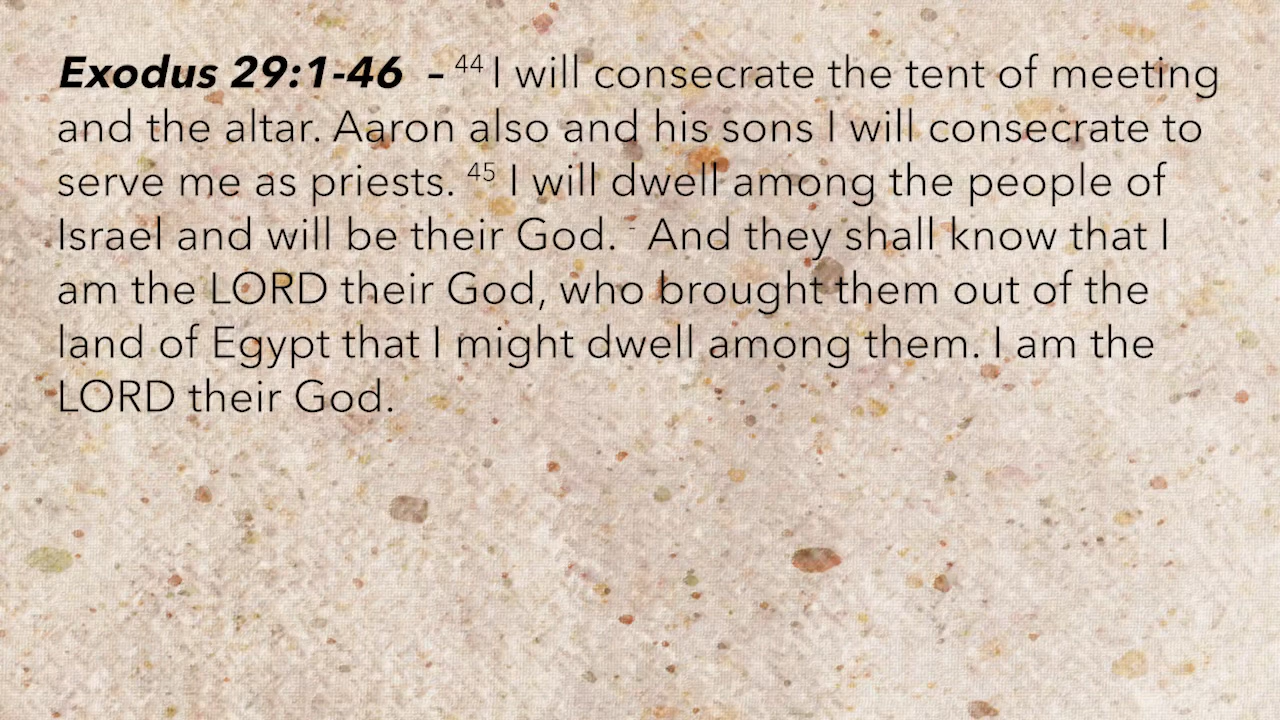 Exodus 29:1-46 – 44 I will consecrate the tent of meeting
and the altar. Aaron also and his sons I will consecrate to
serve me as priests. 45 I will dwell among the people of
Israel and will be their God. - And they shall know that I
am the LORD their God, who brought them out of the
land of Egypt that I might dwell among them. I am the
LORD their God.